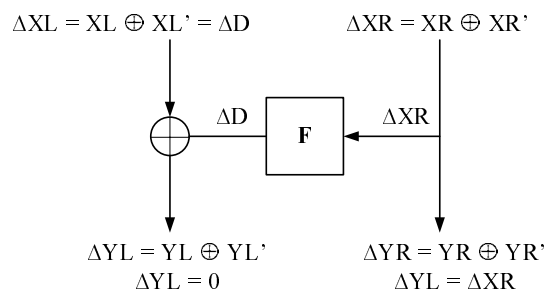 ΔXL = XL ⊕ XL' = ΔD
ΔXR = XR ⊕ XR'
ΔD
F
ΔXR
ΔYL = YL ⊕ YL'
ΔYL = 0
ΔYR = YR ⊕ YR'
ΔYL = ΔXR